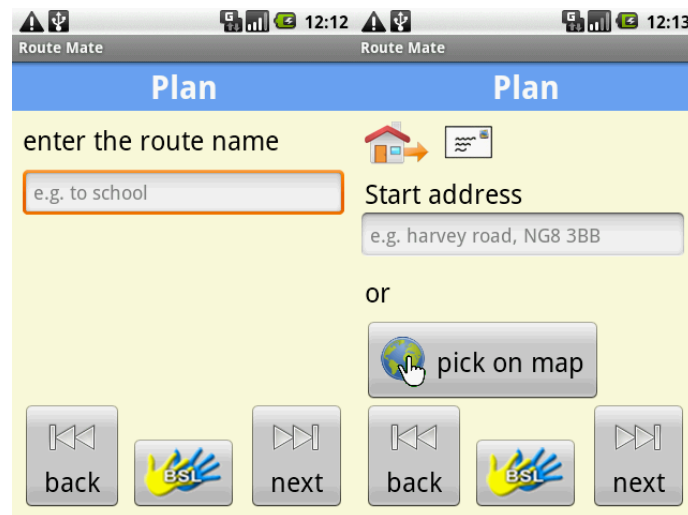 12:12
Route Mate
Plan
enter the route name
e.g. to school
back
BSL
next
12:13
Route Mate
Plan
Start address
e.g. harvey road, NG8 3BB
or
pick on map
back
BSL
next